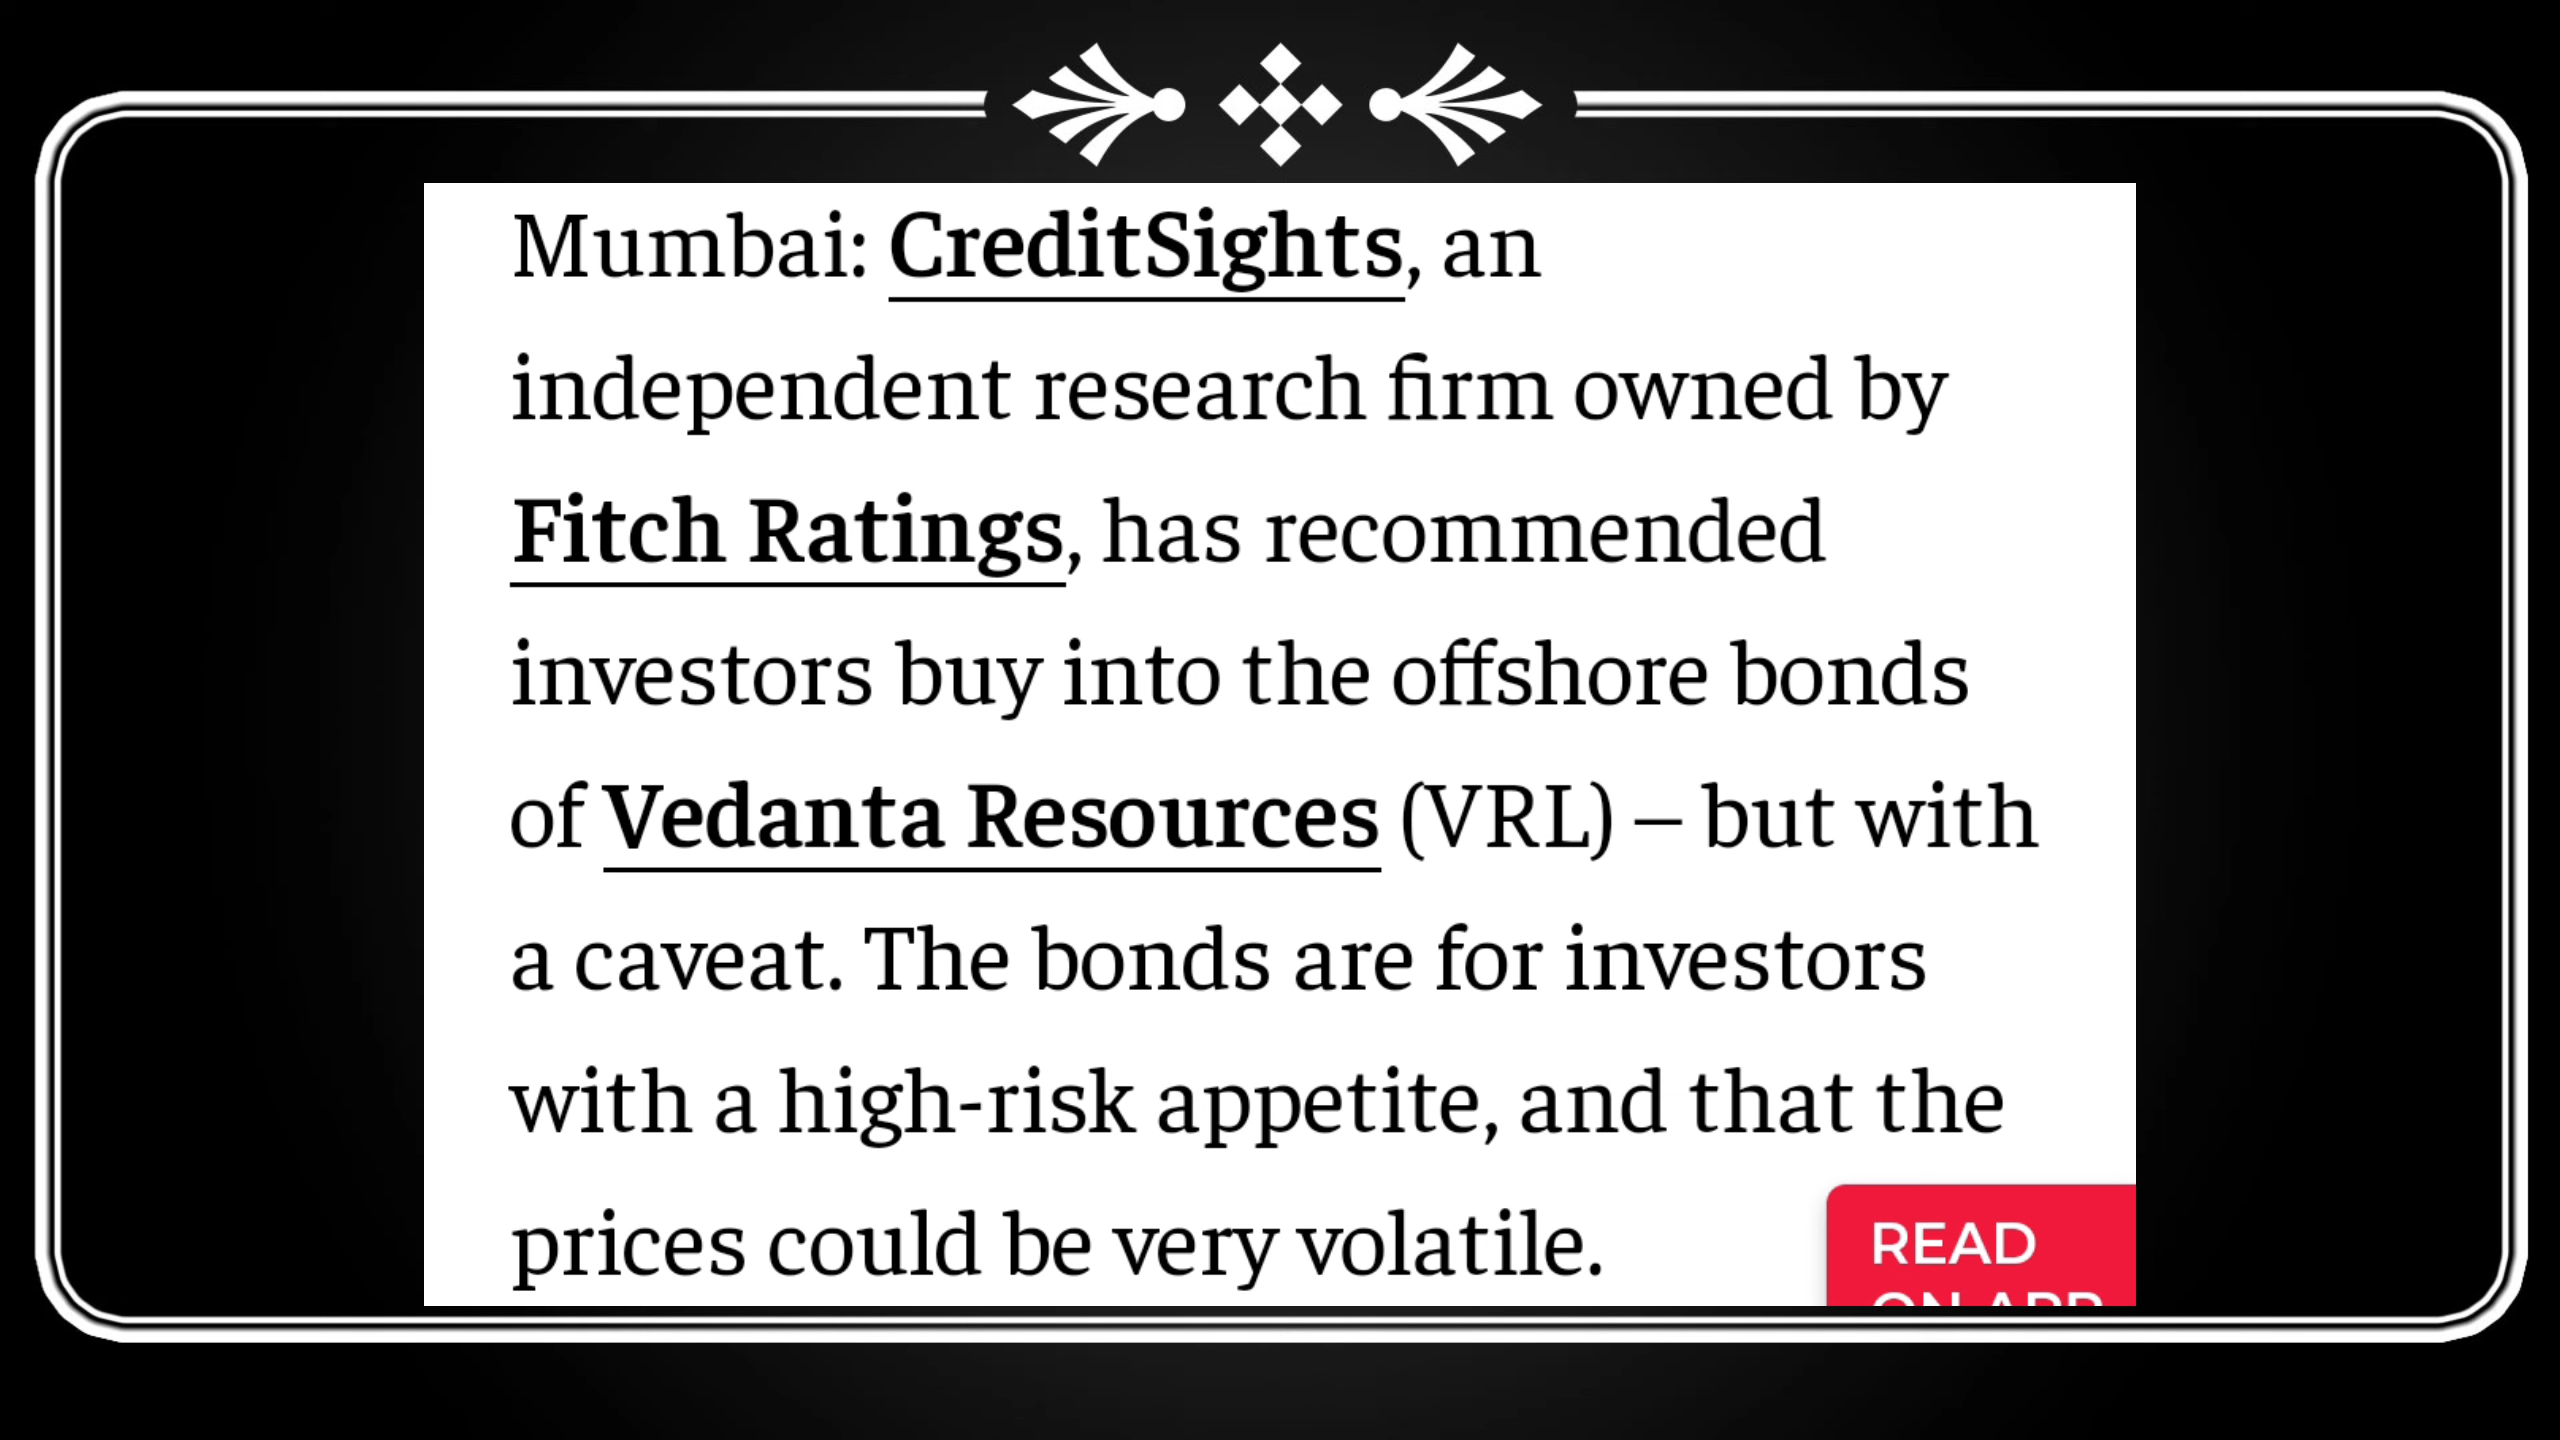 Mumbai: CreditSights, an
independent research firm owned by
Fitch Ratings, has recommended
investors buy into the offshore bonds
of Vedanta Resources (VRL) – but with
a caveat. The bonds are for investors
with a high-risk appetite, and that the
prices could be very volatile.
READ
ON APP